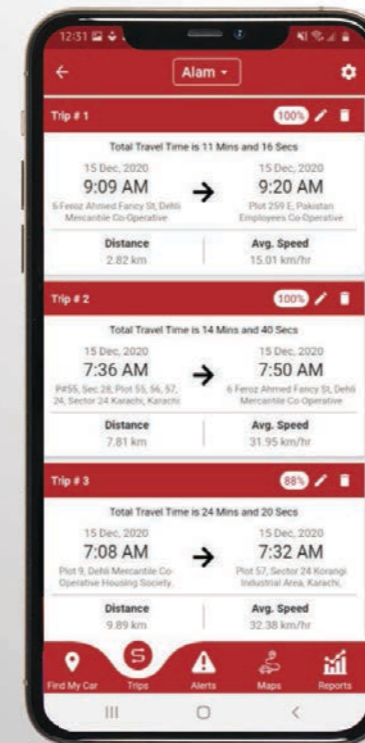 12:31
Alam
Trip # 1
100%
Total Travel Time is 11 Mins and 16 Secs
15 Dec, 2020
15 Dec, 2020
9:09 AM
9:20 AM
6 Feroz Ahmed Fancy St, Dehli
Mercantile Co-Operative
Plot 259 E, Pakistan
Employees Co-Operative
Distance
Avg. Speed
2.82 km
15.01 km/hr
Trip # 2
100%
Total Travel Time is 14 Mins and 40 Secs
15 Dec, 2020
15 Dec, 2020
7:36 AM
7:50 AM
P#55, Sec 28, Plot 55, 56, 57,
24, Sector 24 Karachi, Karachi
6 Feroz Ahmed Fancy St, Dehli
Mercantile Co-Operative
Distance
Avg. Speed
7.81 km
31.95 km/hr
Trip # 3
88%
Total Travel Time is 24 Mins and 20 Secs
15 Dec, 2020
15 Dec, 2020
7:08 AM
7:32 AM
Plot 9, Dehli Mercantile Co-
Operative Housing Society.
Plot 57, Sector 24 Korangi
Industrial Area, Karachi,
Distance
Avg. Speed
9.89 km
32.38 km/hr
Find My Car
Trips
Alerts
Maps
Reports